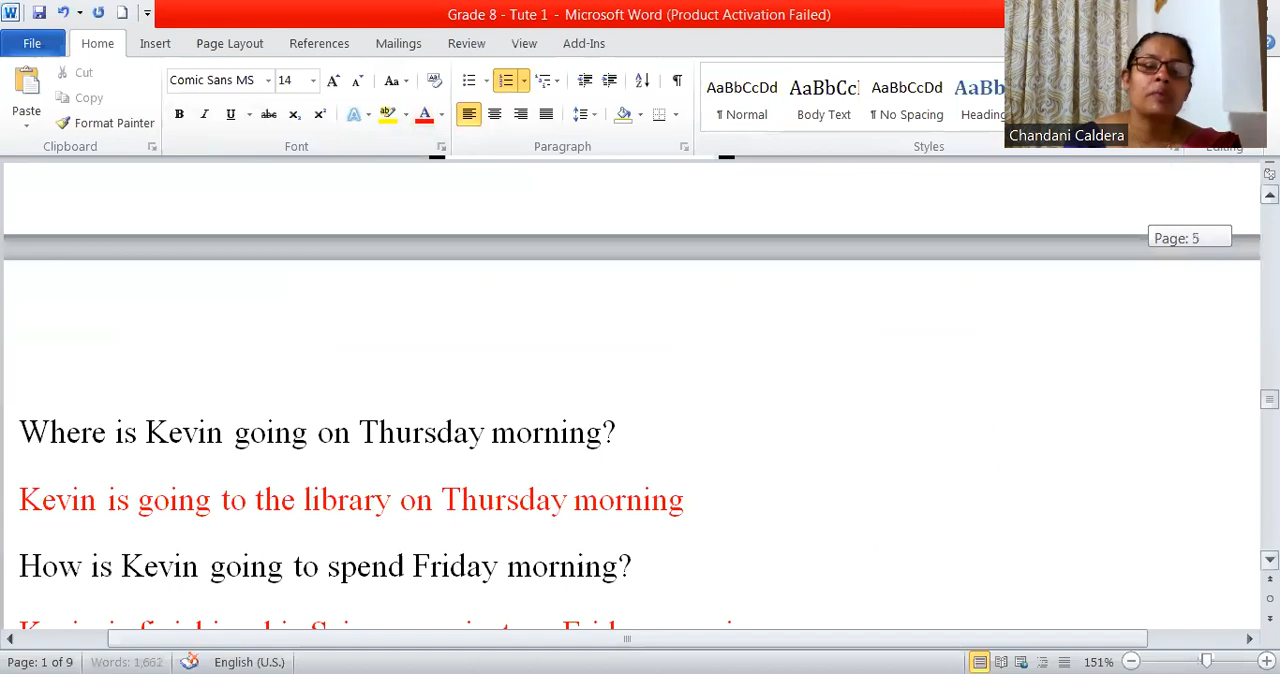 Grade 8 - Tute 1 - Microsoft Word (Product Activation Failed)
File Home Insert Page Layout References Mailings Review View Add-Ins
Cut
Copy
Paste
Format Painter
Clipboard
Comic Sans MS 14
Font
Paragraph
AaBbCcDd AaBbCcI AaBbCcDd AaBb
¶ Normal Body Text ¶ No Spacing Heading
Styles
Editing
Chandani Caldera
Page: 5
Where is Kevin going on Thursday morning?
Kevin is going to the library on Thursday morning
How is Kevin going to spend Friday morning?
Page: 1 of 9 Words: 1,662 English (U.S.) 151%